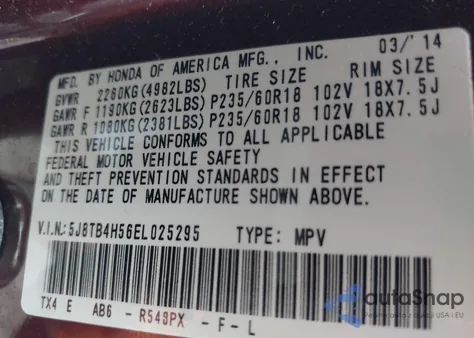 MFD. BY HONDA OF AMERICA MFG., INC. 03/'14
GVWR 2260KG(4982LBS) TIRE SIZE RIM SIZE
GAWR F 1190KG(2623LBS)P235/60R18 102V 18X7.5J
GAWR R 1080KG(2381LBS)P235/60R18 102V 18X7.5J
THIS VEHICLE CONFORMS TO ALL APPLICABLE
FEDERAL MOTOR VEHICLE SAFETY
AND THEFT PREVENTION STANDARDS IN EFFECT
ON THE DATE OF MANUFACTURE SHOWN ABOVE.
V.I.N:5J8TB4H56EL025295 TYPE: MPV
TX4 E AB6 - R548PX - F - L
autoSnap